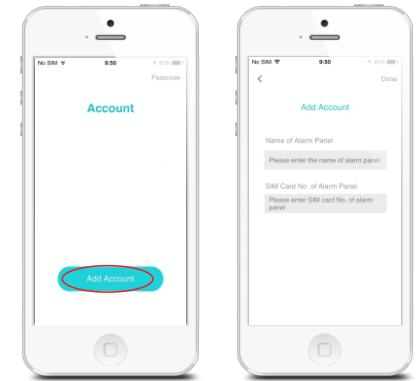 No SIM 9:50 81%
Passcode
Account
Add Account
No SIM 9:50 81%
Done
Add Account
Name of Alarm Panel
Please enter the name of alarm panel
SIM Card No. of Alarm Panel
Please enter SIM card No. of alarm
panel